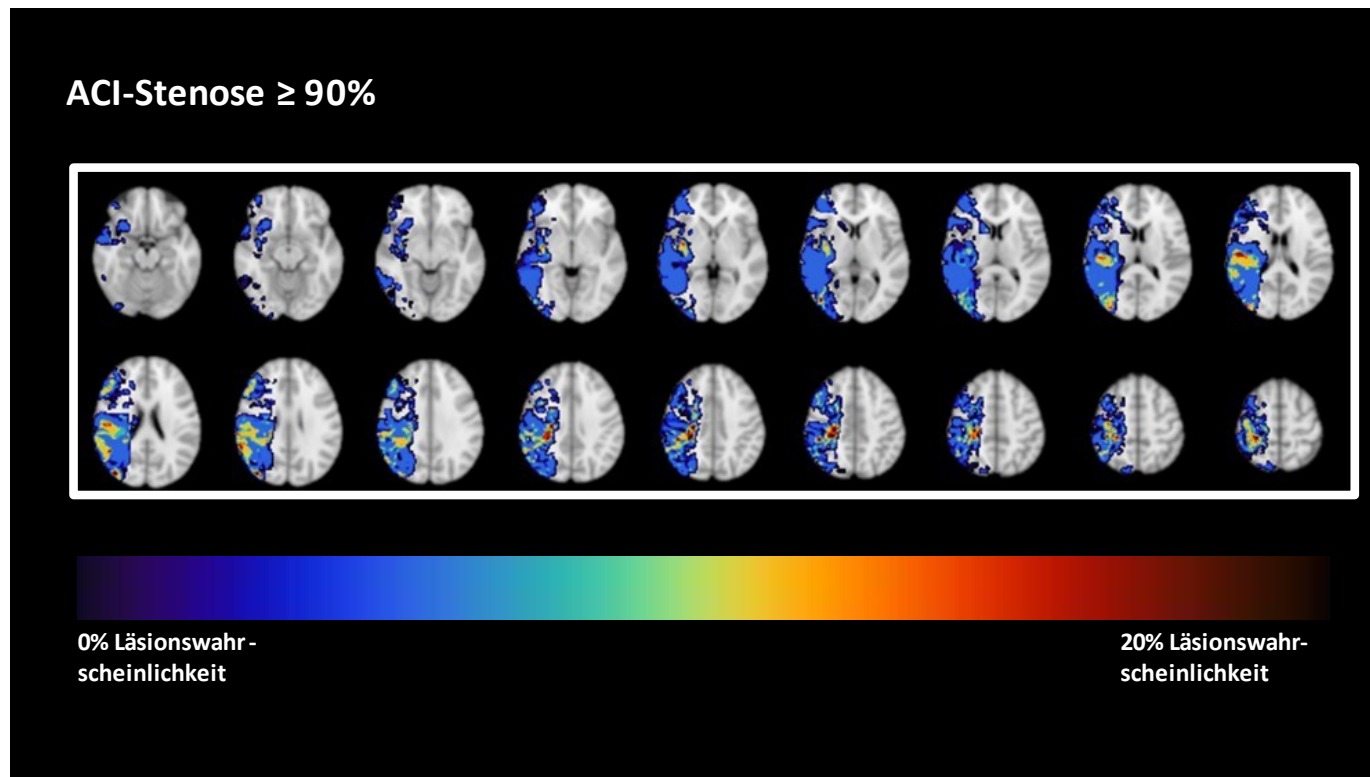 ACI-Stenose ≥ 90%
0% Läsionswahr-
scheinlichkeit
20% Läsionswahr-
scheinlichkeit